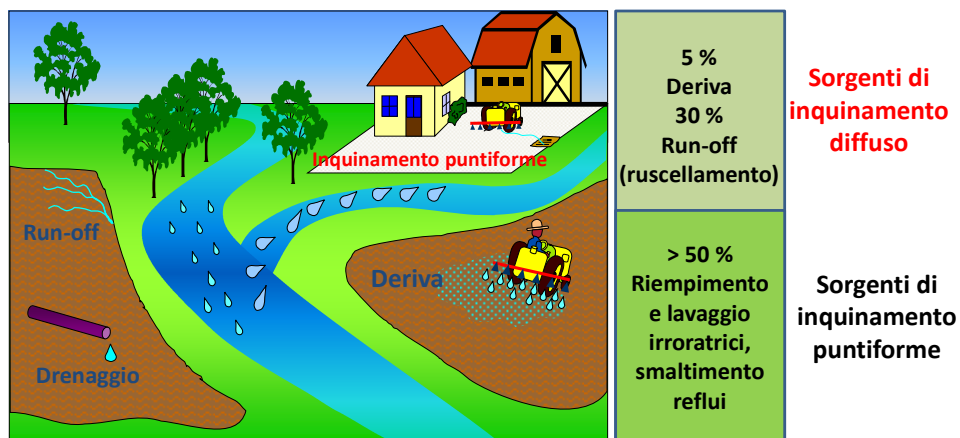 Inquinamento puntiforme
Run-off
Deriva
Drenaggio
5 %
Deriva
30 %
Run-off
(ruscellamento)
Sorgenti di
inquinamento
diffuso
> 50 %
Riempimento
e lavaggio
irroratrici,
smaltimento
reflui
Sorgenti di
inquinamento
puntiforme